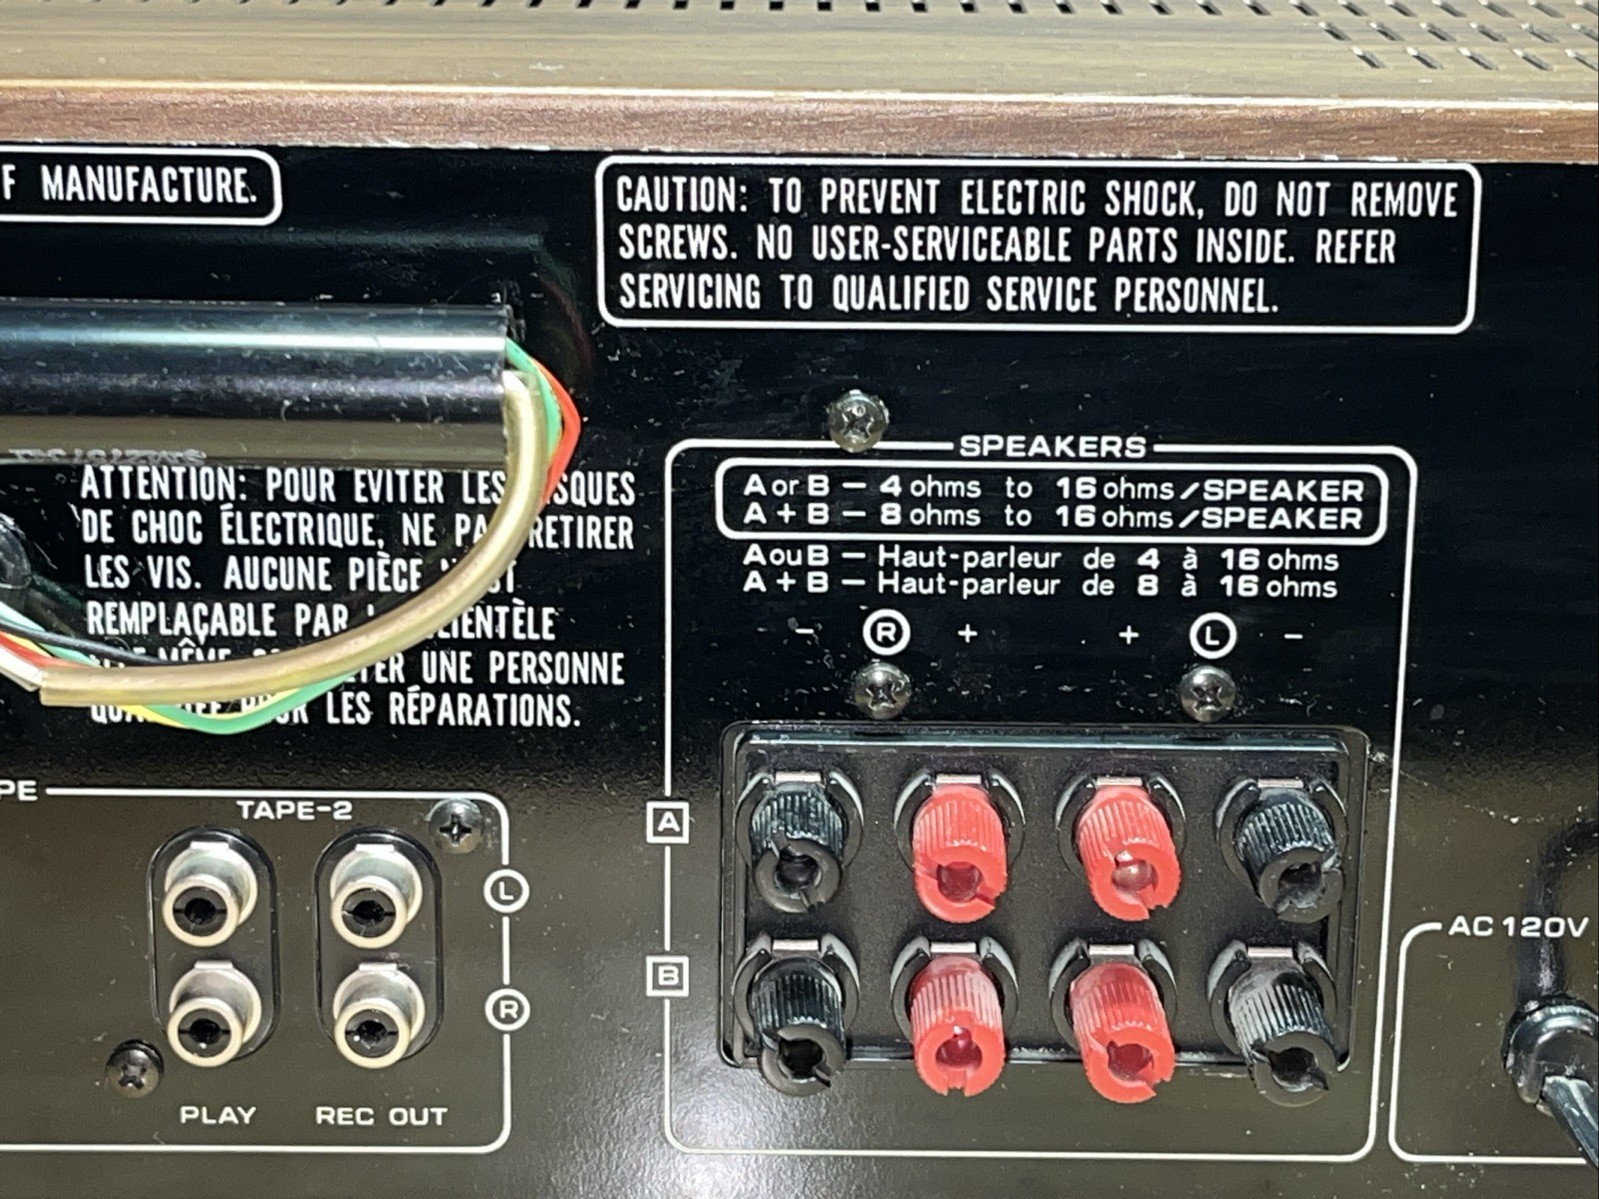 F MANUFACTURE.
CAUTION: TO PREVENT ELECTRIC SHOCK, DO NOT REMOVE
SCREWS. NO USER-SERVICEABLE PARTS INSIDE. REFER
SERVICING TO QUALIFIED SERVICE PERSONNEL.
ATTENTION: POUR EVITER LES
DE CHOC ÉLECTRIQUE, NE RETIRER
LES VIS. AUCUNE PIÈCE
REMPLAÇABLE PAR
MÊME UNE PERSONNE
LES RÉPARATIONS.
SPEAKERS
A or B – 4 ohms to 16 ohms/SPEAKER
A + B – 8 ohms to 16 ohms/SPEAKER
A ou B – Haut-parleur de 4 à 16 ohms
A + B – Haut-parleur de 8 à 16 ohms
– R + + L –
A
B
PE
TAPE-2
L
R
PLAY REC OUT
AC 120V